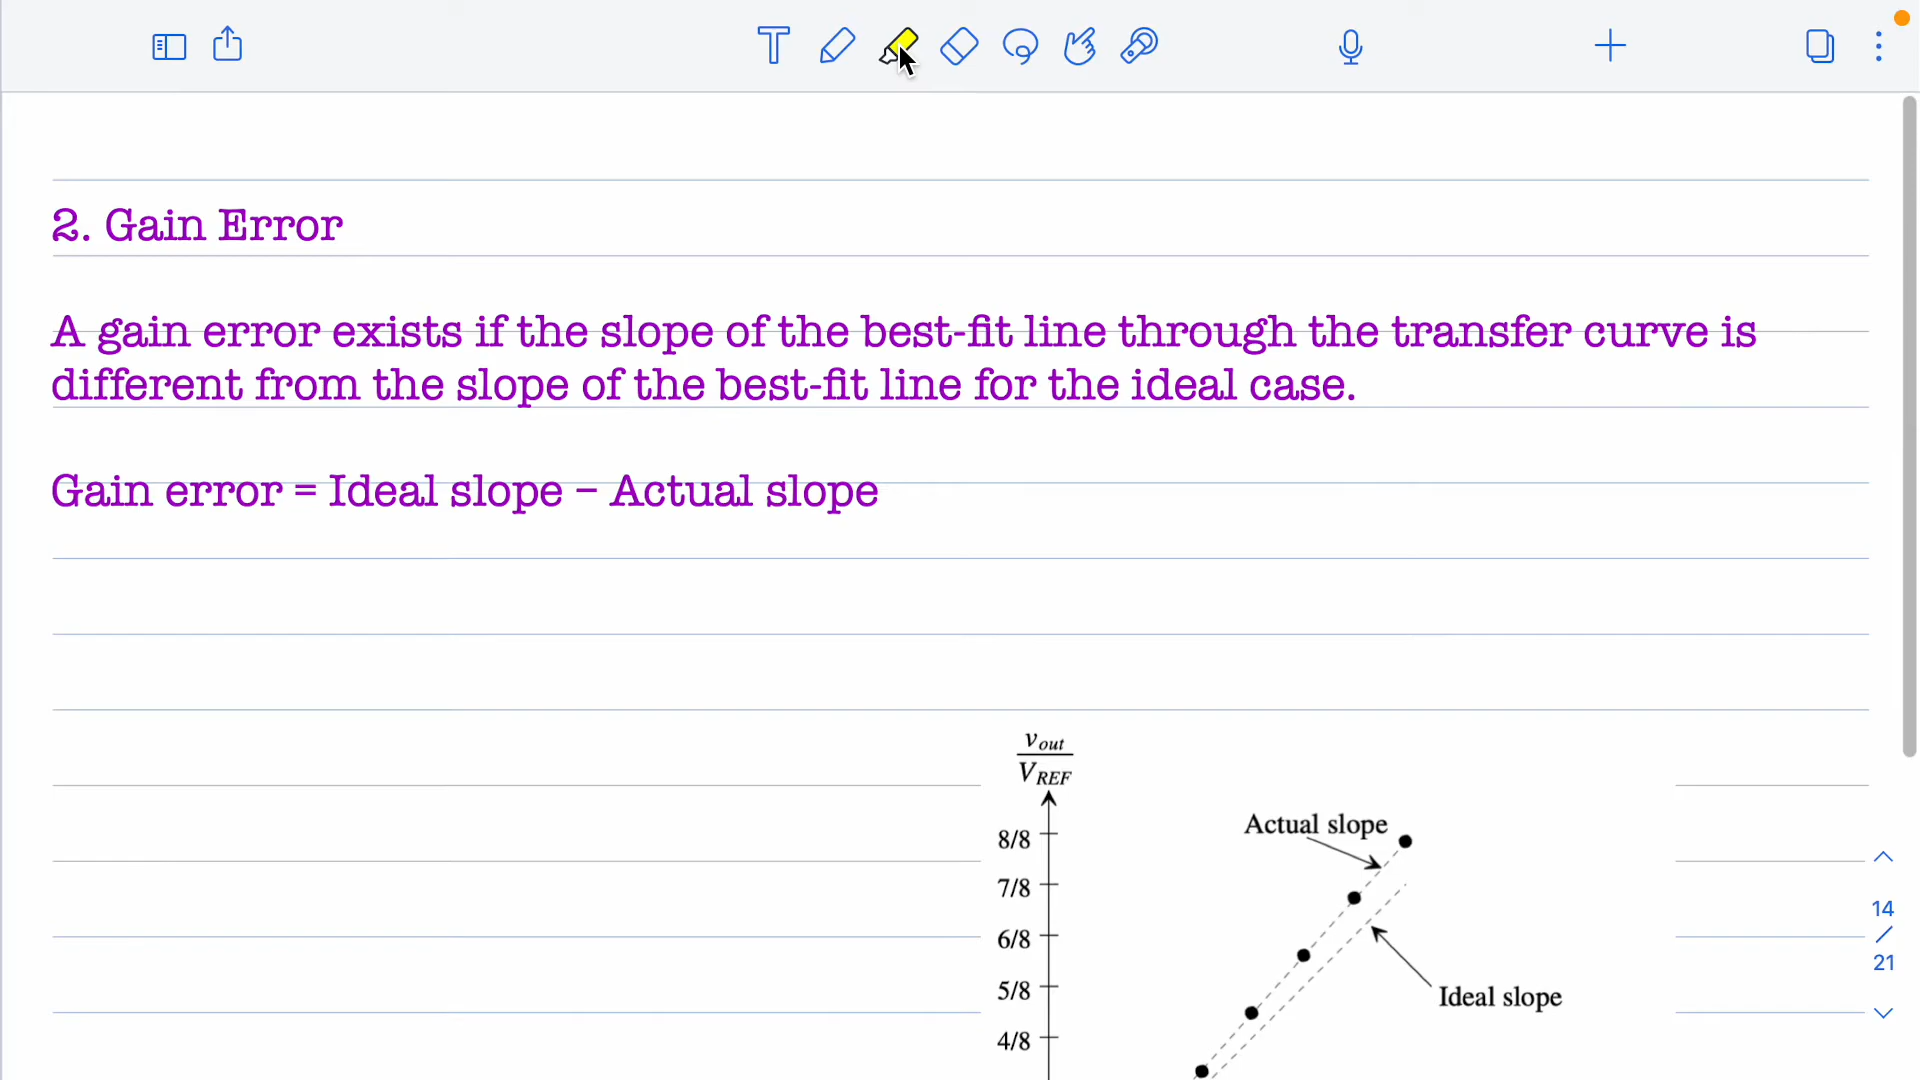 2. Gain Error
A gain error exists if the slope of the best-fit line through the transfer curve is
different from the slope of the best-fit line for the ideal case.
Gain error = Ideal slope – Actual slope
v_out
V_REF
8/8
Actual slope
7/8
6/8
5/8
Ideal slope
4/8
14
/
21